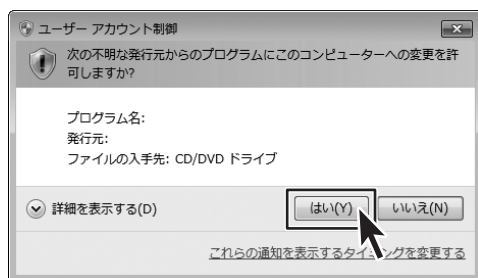 ユーザー アカウント制御
次の不明な発行元からのプログラムにこのコンピューターへの変更を許
可しますか?
プログラム名:
発行元:
ファイルの入手先: CD/DVD ドライブ
詳細を表示する(D)
はい(Y)
いいえ(N)
これらの通知を表示するタイミングを変更する